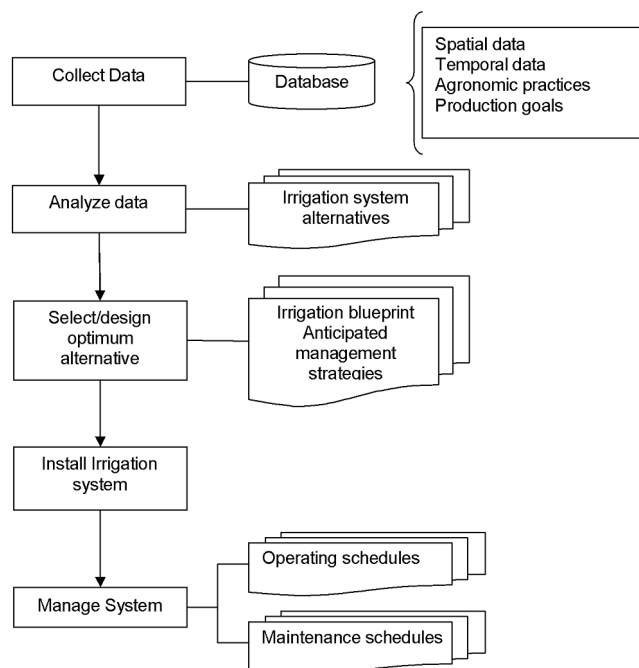 Collect Data
Database
Spatial data
Temporal data
Agronomic practices
Production goals
Analyze data
Irrigation system
alternatives
Select/design
optimum
alternative
Irrigation blueprint
Anticipated
management
strategies
Install Irrigation
system
Manage System
Operating schedules
Maintenance schedules